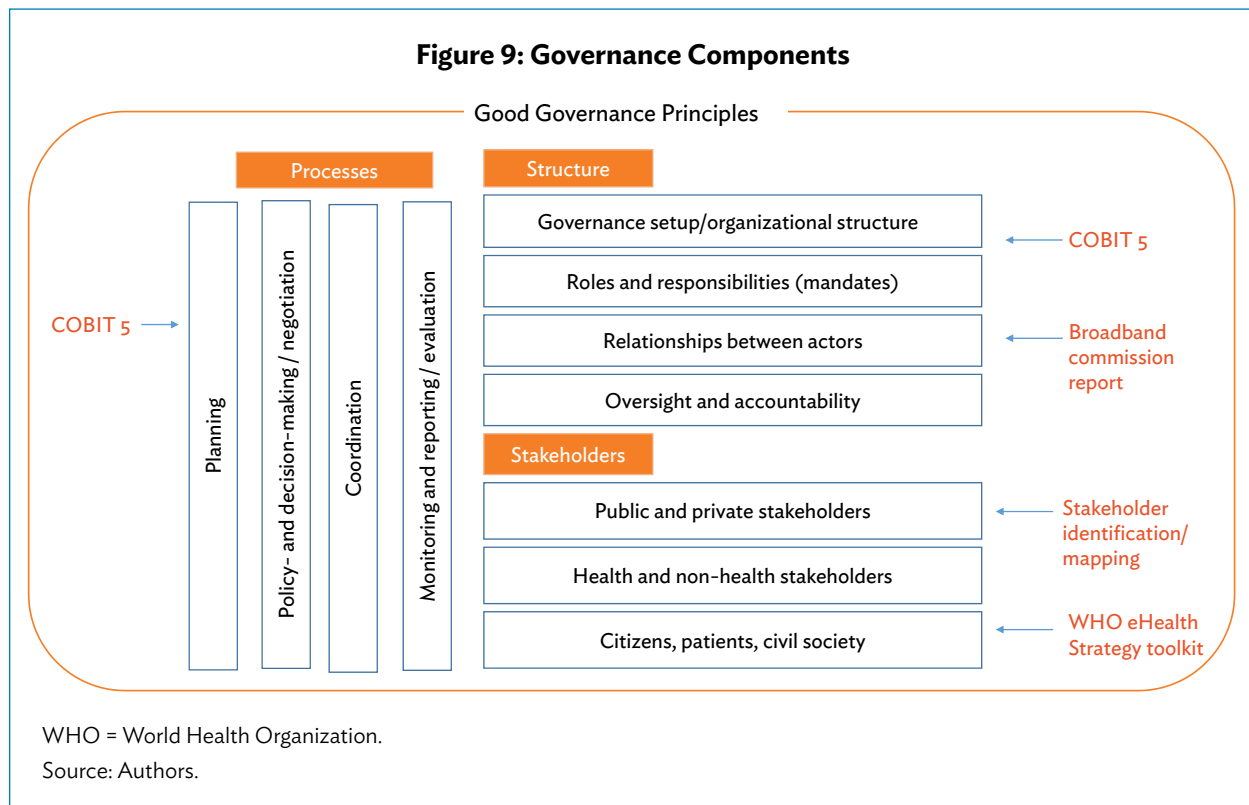 Figure 9: Governance Components
Good Governance Principles
Processes
COBIT 5
Planning
Policy- and decision-making / negotiation
Coordination
Monitoring and reporting / evaluation
Structure
Governance setup/organizational structure
Roles and responsibilities (mandates)
Relationships between actors
Oversight and accountability
COBIT 5
Broadband
commission
report
Stakeholders
Public and private stakeholders
Health and non-health stakeholders
Citizens, patients, civil society
Stakeholder
identification/
mapping
WHO eHealth
Strategy toolkit
WHO = World Health Organization.
Source: Authors.